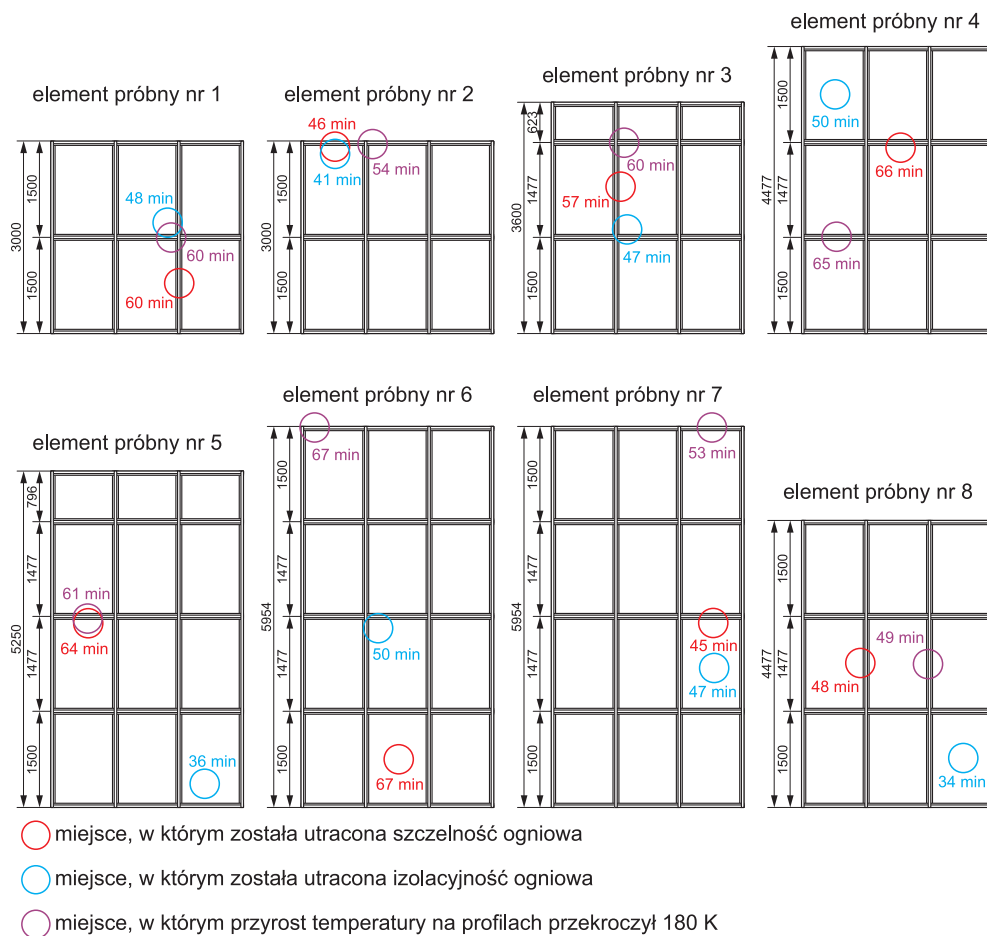 element próbny nr 4
element próbny nr 3
element próbny nr 1
element próbny nr 2
3000
1500
1500
48 min
60 min
60 min
3000
1500
1500
46 min
41 min
54 min
3600
623
1477
1500
60 min
57 min
47 min
4477
1500
1477
1500
50 min
66 min
65 min
element próbny nr 6
element próbny nr 7
element próbny nr 5
element próbny nr 8
5250
796
1477
1477
1500
61 min
64 min
36 min
5954
1500
1477
1477
1500
67 min
50 min
67 min
5954
1500
1477
1477
1500
53 min
45 min
47 min
4477
1500
1477
1500
49 min
48 min
34 min
miejsce, w którym została utracona szczelność ogniowa
miejsce, w którym została utracona izolacyjność ogniowa
miejsce, w którym przyrost temperatury na profilach przekroczył 180 K